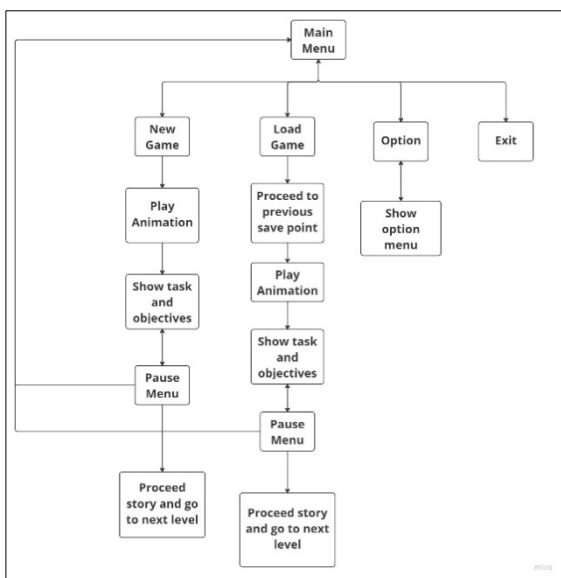 Main
Menu
New
Game
Load
Game
Option
Exit
Play
Animation
Proceed to
previous
save point
Show
option
menu
Show task
and
objectives
Play
Animation
Show task
and
objectives
Pause
Menu
Pause
Menu
Proceed
story and go
to next level
Proceed story
and go to next
level
miro